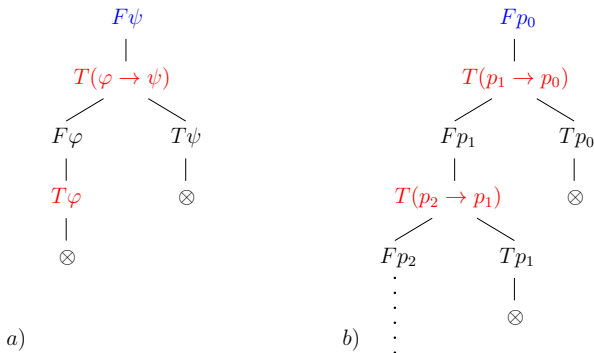 Fψ
T(φ → ψ)
Fφ Tψ
Tφ ⊗
⊗
a)
Fp₀
T(p₁ → p₀)
Fp₁ Tp₀
T(p₂ → p₁) ⊗
Fp₂ Tp₁
⊗
b)